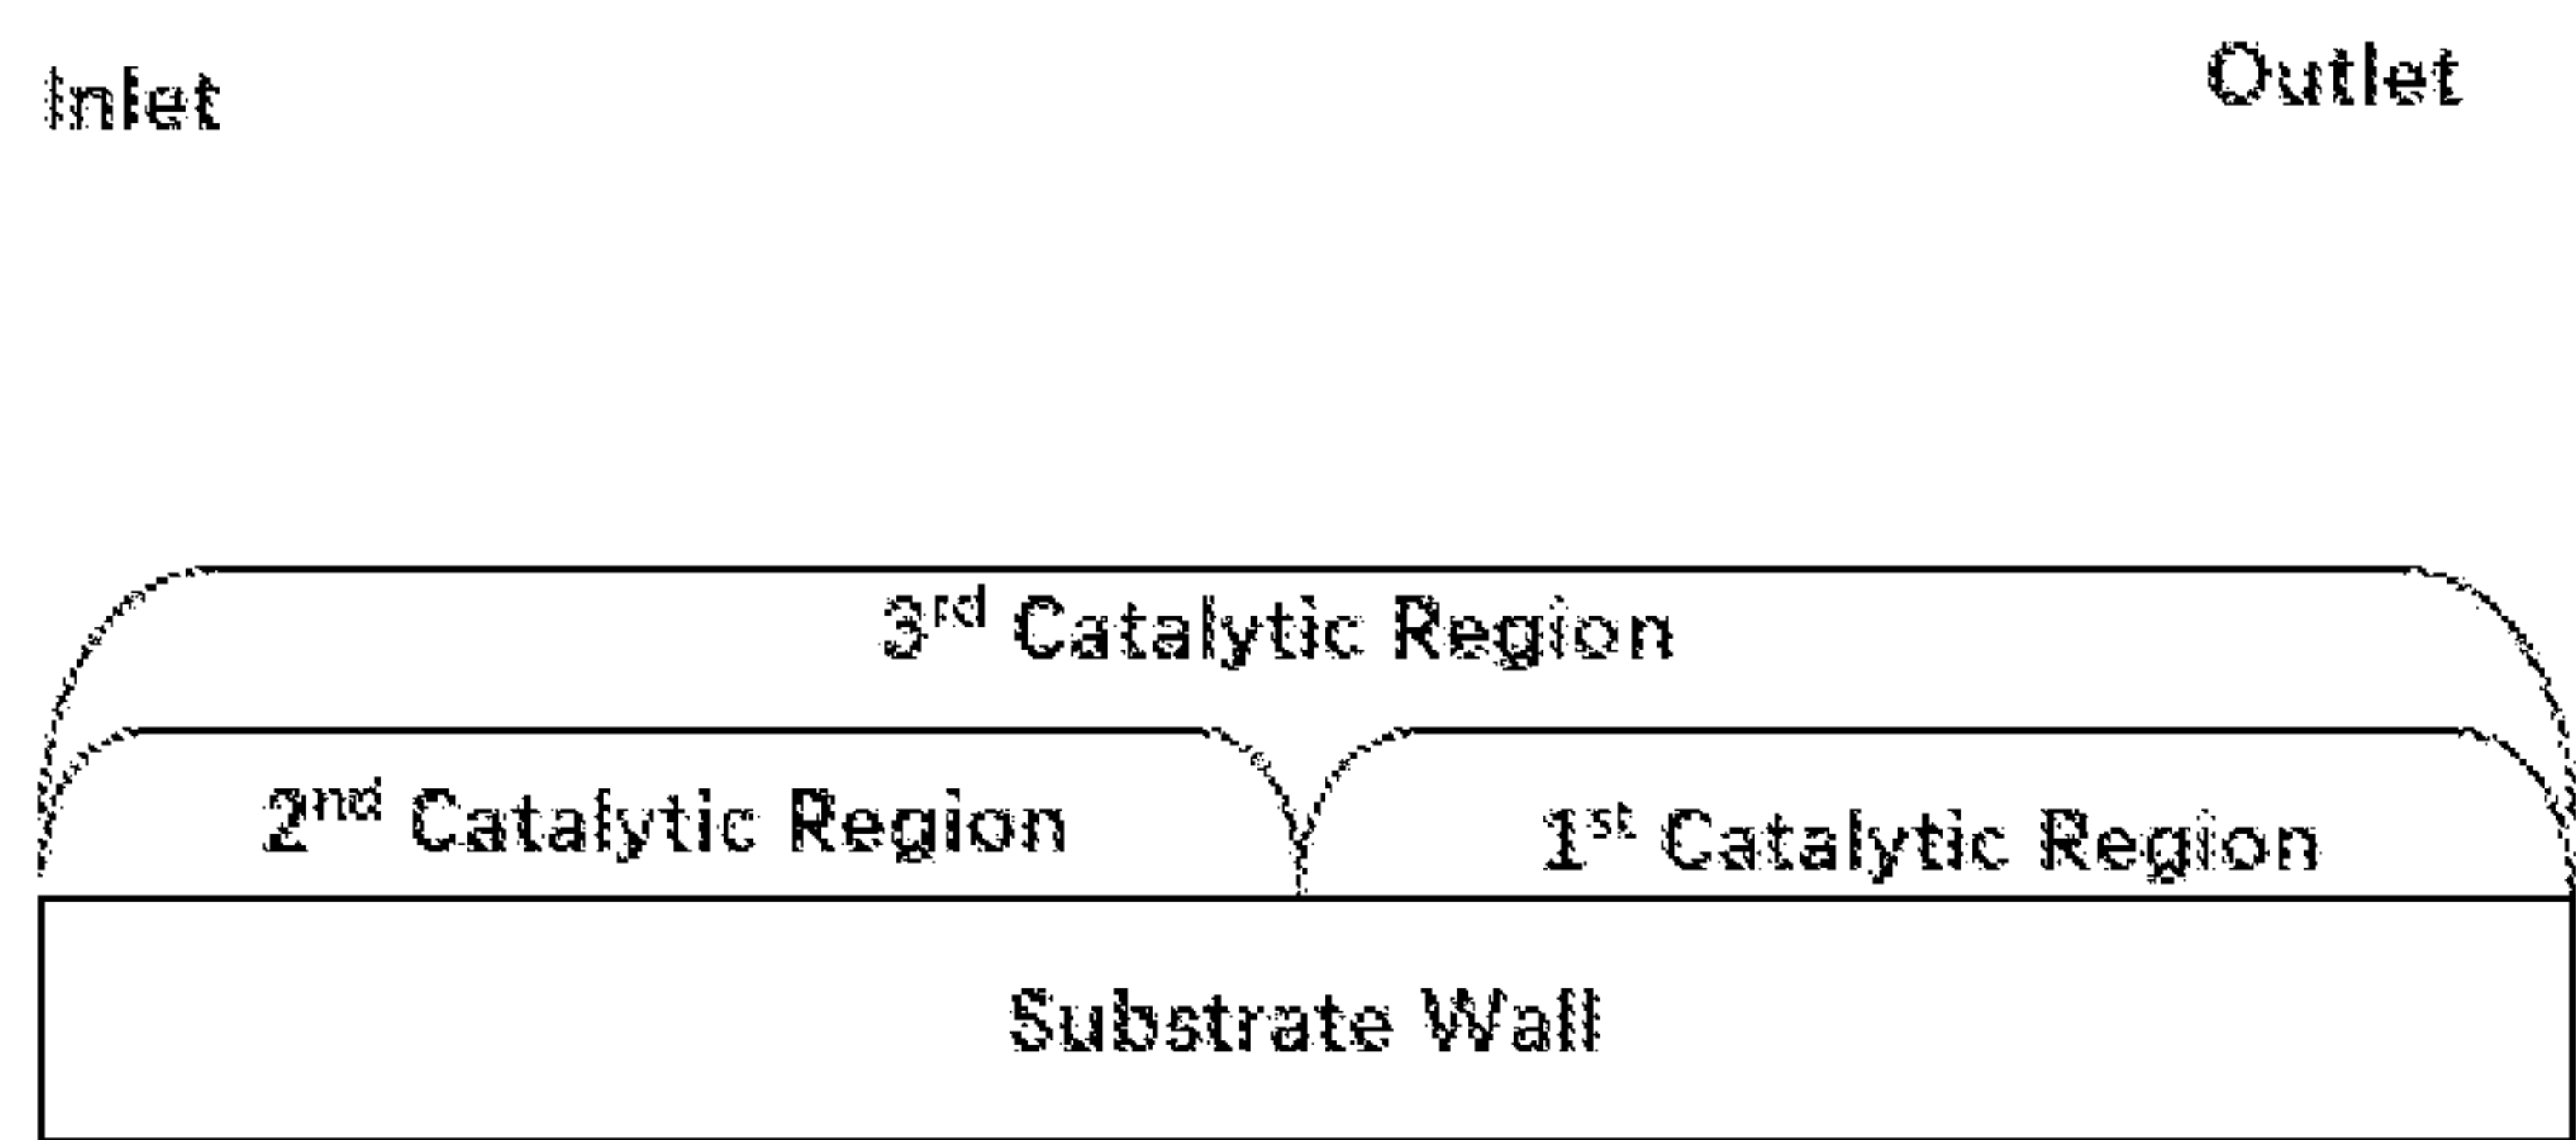 Inlet
Outlet
3rd Catalytic Region
2nd Catalytic Region
1st Catalytic Region
Substrate Wall